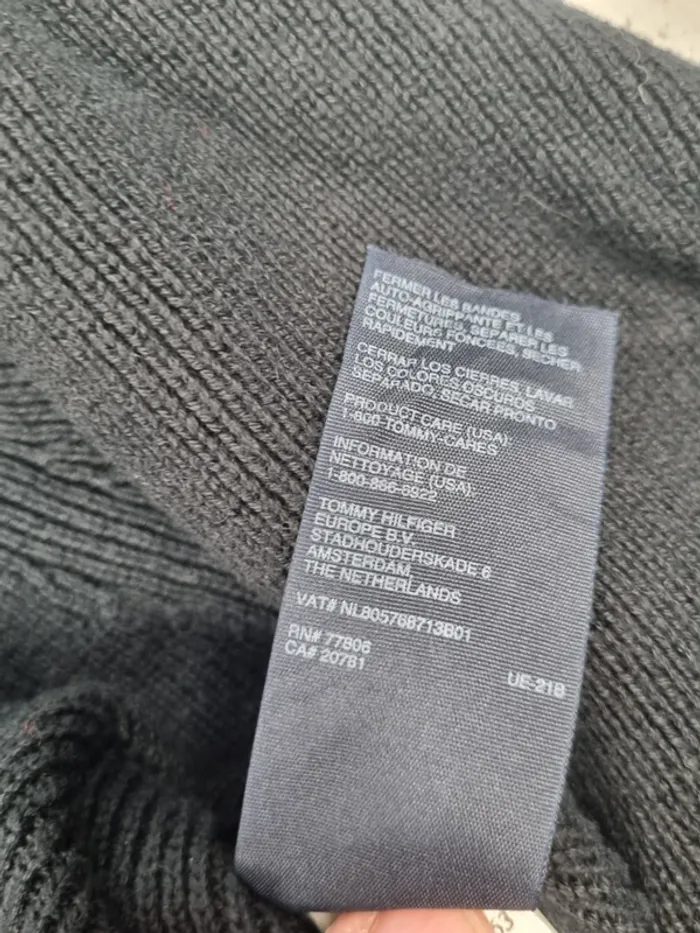 FERMER LES BANDES
AUTO-AGRIPPANTE ET LES
FERMETURES, SEPARER LES
COULEURS FONCEES, SECHER
RAPIDEMENT
CERRAR LOS CIERRES, LAVAR
LOS COLORES OSCUROS
SEPARADO, SECAR PRONTO
PRODUCT CARE (USA):
1-800-TOMMY-CARES
INFORMATION DE
NETTOYAGE (USA):
1-800-866-6922
TOMMY HILFIGER
EUROPE B.V.
STADHOUDERSKADE 6
AMSTERDAM,
THE NETHERLANDS
VAT# NL805768713B01
RN# 77806
CA# 20781
UE-21B
63